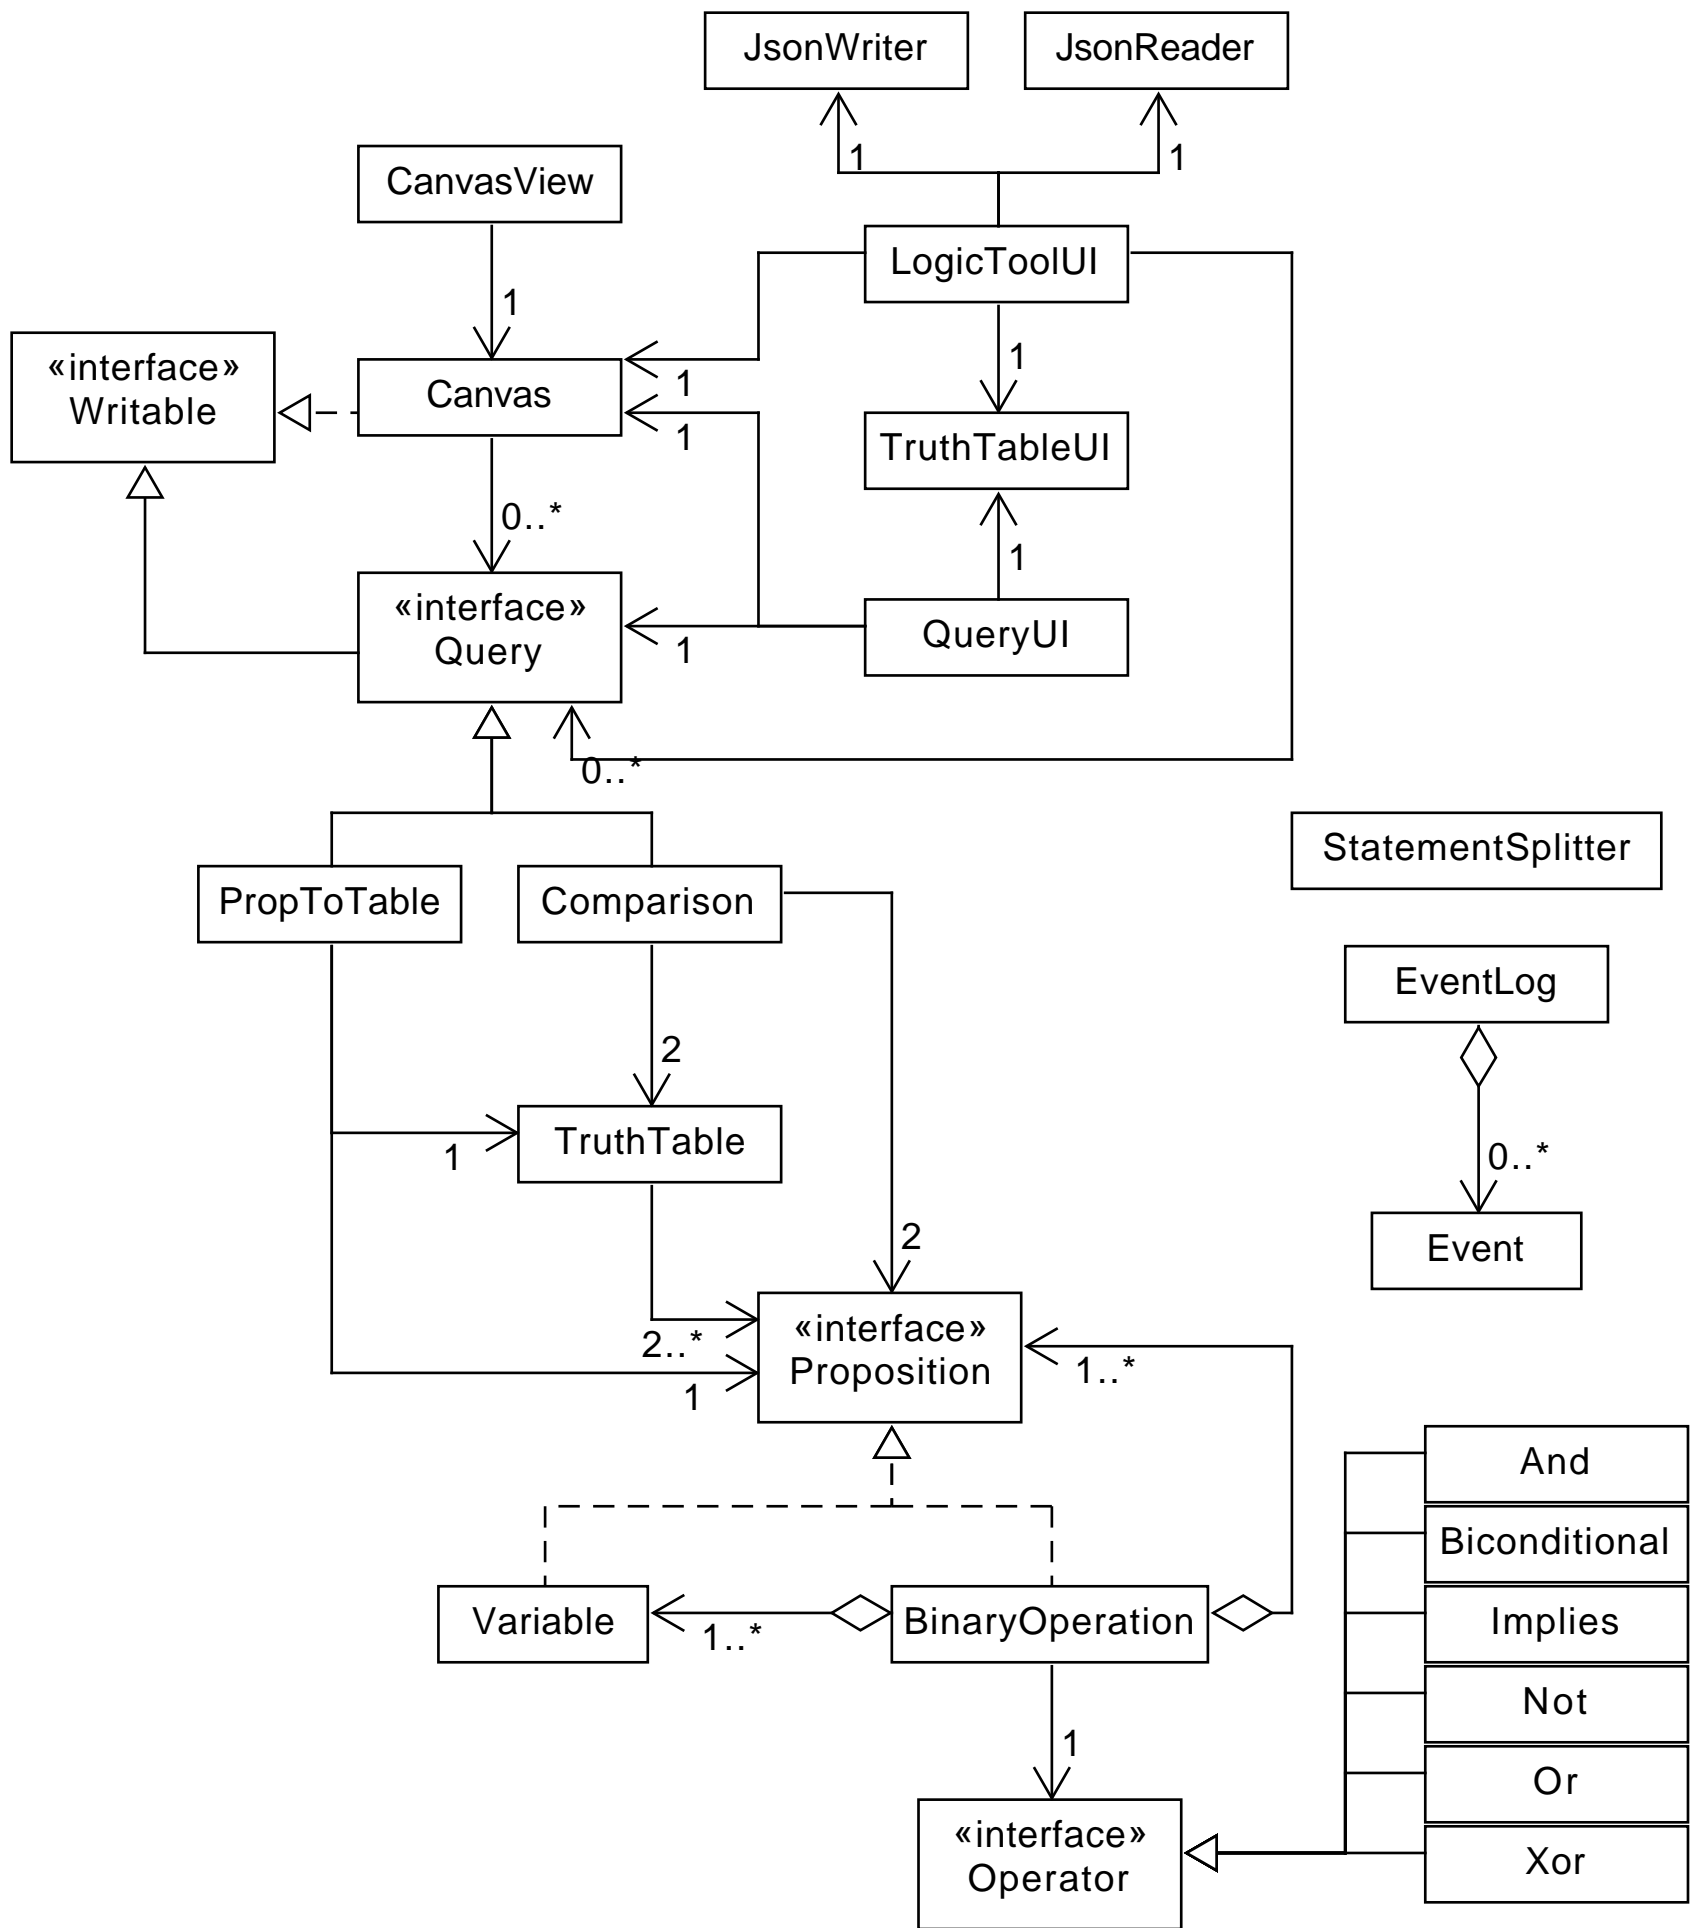 JsonWriter
JsonReader
1
1
CanvasView
LogicToolUI
1
«interface»
Writable
Canvas
1
1
1
TruthTableUI
0..*
1
«interface»
Query
1
QueryUI
0..*
StatementSplitter
PropToTable
Comparison
EventLog
2
1
TruthTable
0..*
2
Event
«interface»
Proposition
2..*
1
1..*
And
Biconditional
Implies
Not
Or
Xor
Variable
1..*
BinaryOperation
1
«interface»
Operator